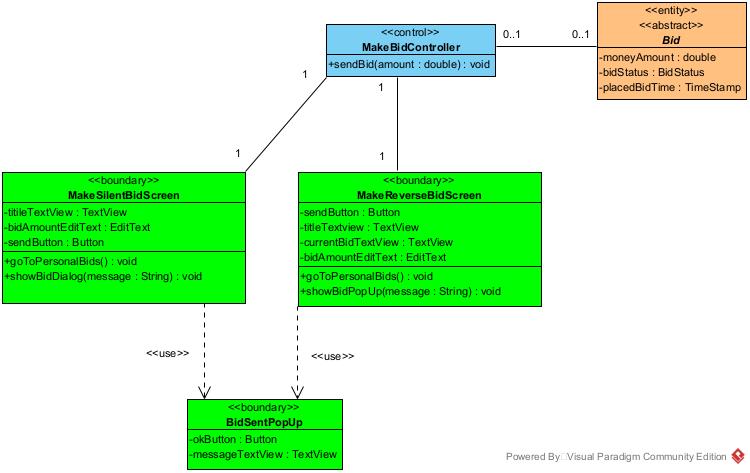 <<control>>
MakeBidController
+sendBid(amount : double) : void
0..1
0..1
<<entity>>
<<abstract>>
Bid
-moneyAmount : double
-bidStatus : BidStatus
-placedBidTime : TimeStamp
1
1
1
1
<<boundary>>
MakeSilentBidScreen
-titileTextView : TextView
-bidAmountEditText : EditText
-sendButton : Button
+goToPersonalBids() : void
+showBidDialog(message : String) : void
<<boundary>>
MakeReverseBidScreen
-sendButton : Button
-titleTextview : TextView
-currentBidTextView : TextView
-bidAmountEditText : EditText
+goToPersonalBids() : void
+showBidPopUp(message : String) : void
<<use>>
<<use>>
<<boundary>>
BidSentPopUp
-okButton : Button
-messageTextView : TextView
Powered By Visual Paradigm Community Edition